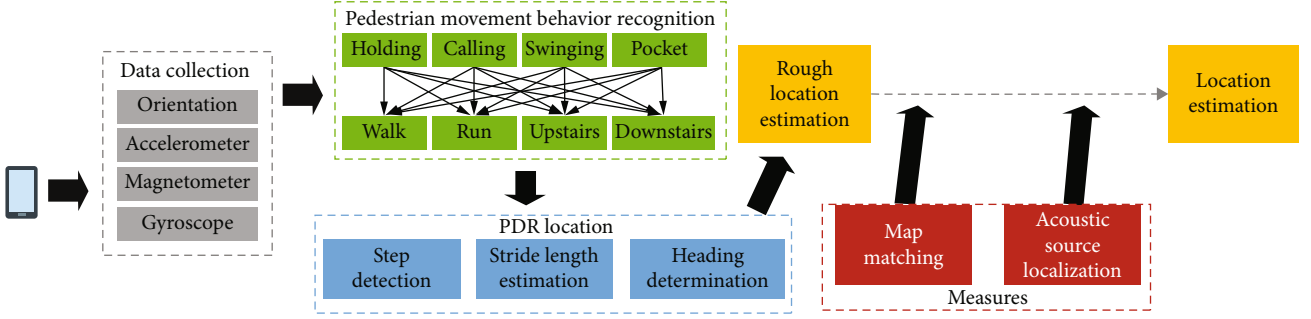 Data collection
Orientation
Accelerometer
Magnetometer
Gyroscope
Pedestrian movement behavior recognition
Holding
Calling
Swinging
Pocket
Walk
Run
Upstairs
Downstairs
PDR location
Step
detection
Stride length
estimation
Heading
determination
Rough
location
estimation
Location
estimation
Map
matching
Acoustic
source
localization
Measures